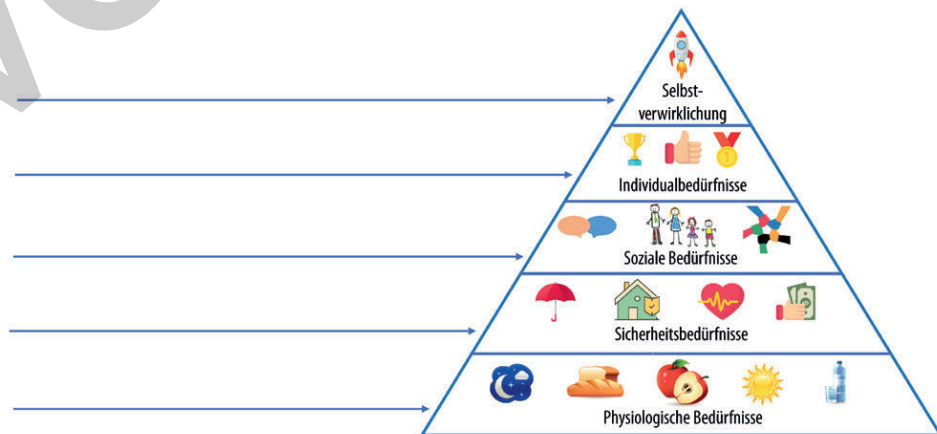 Selbst-
verwirklichung
Individualbedürfnisse
Soziale Bedürfnisse
Sicherheitsbedürfnisse
Physiologische Bedürfnisse